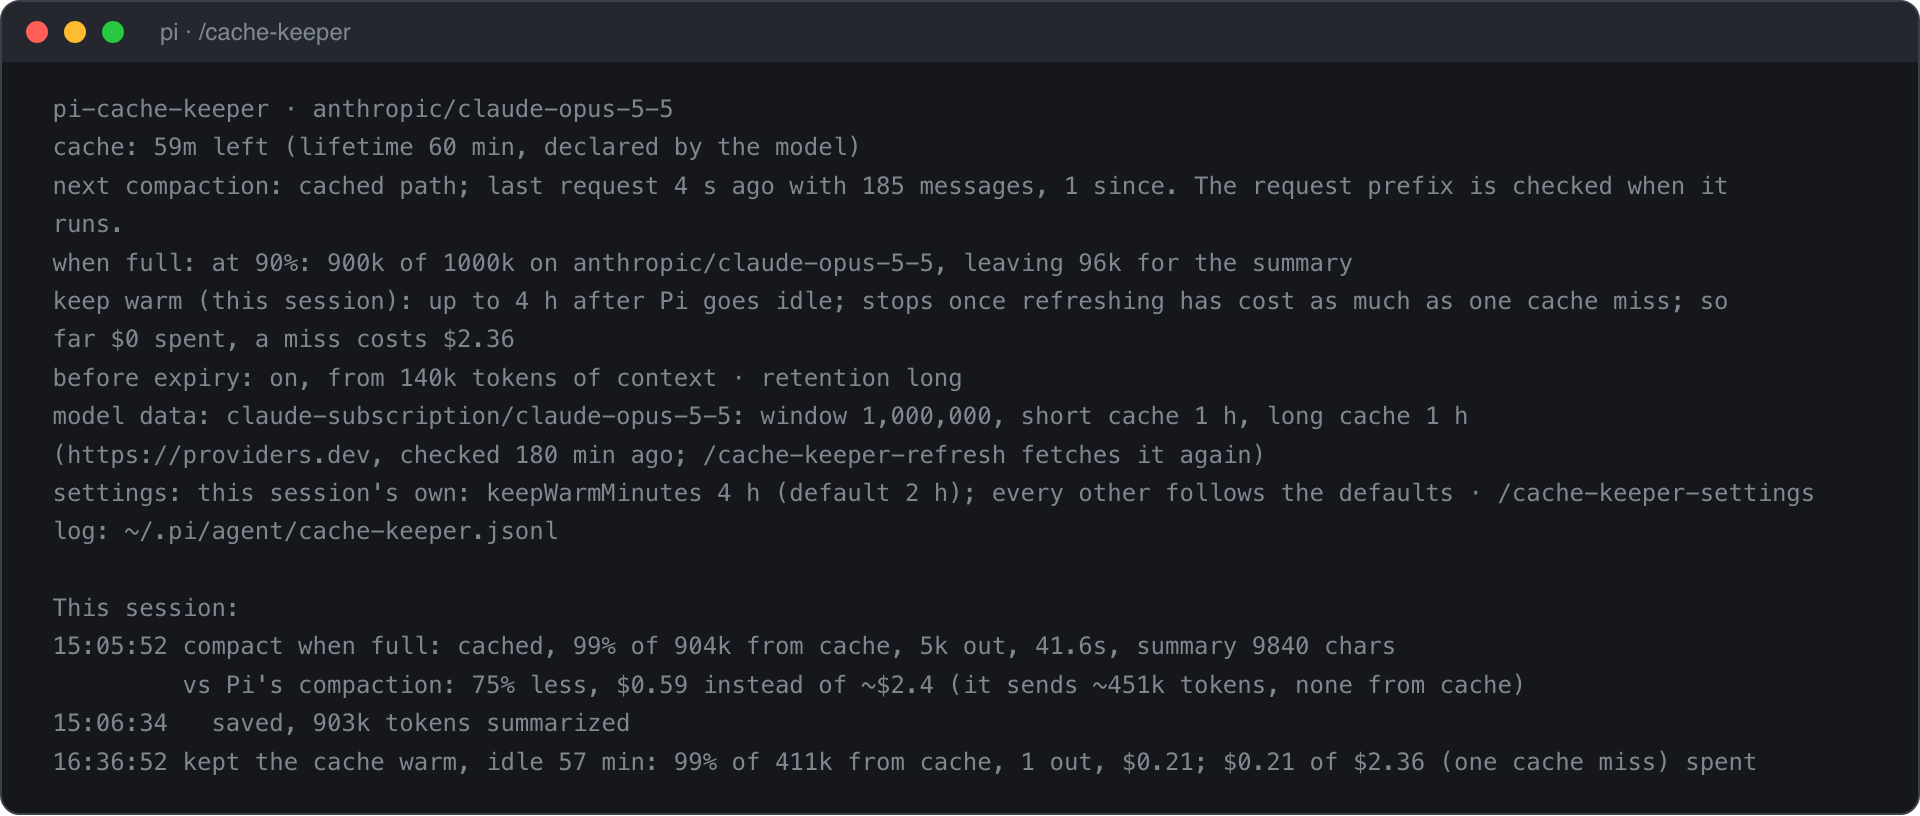 pi · /cache-keeper
pi-cache-keeper · anthropic/claude-opus-5-5
cache: 59m left (lifetime 60 min, declared by the model)
next compaction: cached path; last request 4 s ago with 185 messages, 1 since. The request prefix is checked when it
runs.
when full: at 90%: 900k of 1000k on anthropic/claude-opus-5-5, leaving 96k for the summary
keep warm (this session): up to 4 h after Pi goes idle; stops once refreshing has cost as much as one cache miss; so
far $0 spent, a miss costs $2.36
before expiry: on, from 140k tokens of context · retention long
model data: claude-subscription/claude-opus-5-5: window 1,000,000, short cache 1 h, long cache 1 h
(https://providers.dev, checked 180 min ago; /cache-keeper-refresh fetches it again)
settings: this session's own: keepWarmMinutes 4 h (default 2 h); every other follows the defaults · /cache-keeper-settings
log: ~/.pi/agent/cache-keeper.jsonl
This session:
15:05:52 compact when full: cached, 99% of 904k from cache, 5k out, 41.6s, summary 9840 chars
vs Pi's compaction: 75% less, $0.59 instead of ~$2.4 (it sends ~451k tokens, none from cache)
15:06:34 saved, 903k tokens summarized
16:36:52 kept the cache warm, idle 57 min: 99% of 411k from cache, 1 out, $0.21; $0.21 of $2.36 (one cache miss) spent